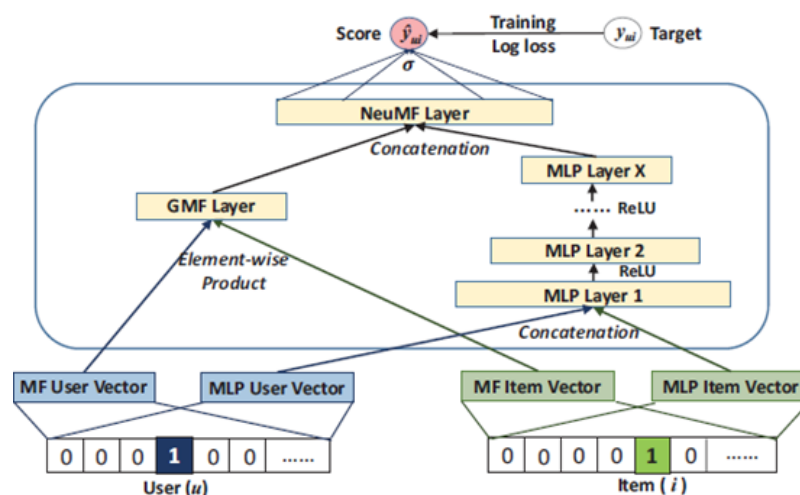 Score ŷui Training yui Target
Log loss
σ
NeuMF Layer
Concatenation
MLP Layer X
GMF Layer
...... ReLU
Element-wise
Product
MLP Layer 2
ReLU
MLP Layer 1
Concatenation
MF User Vector MLP User Vector MF Item Vector MLP Item Vector
0 0 0 1 0 0 ...... 0 0 0 0 1 0 ......
User (u) Item ( i )